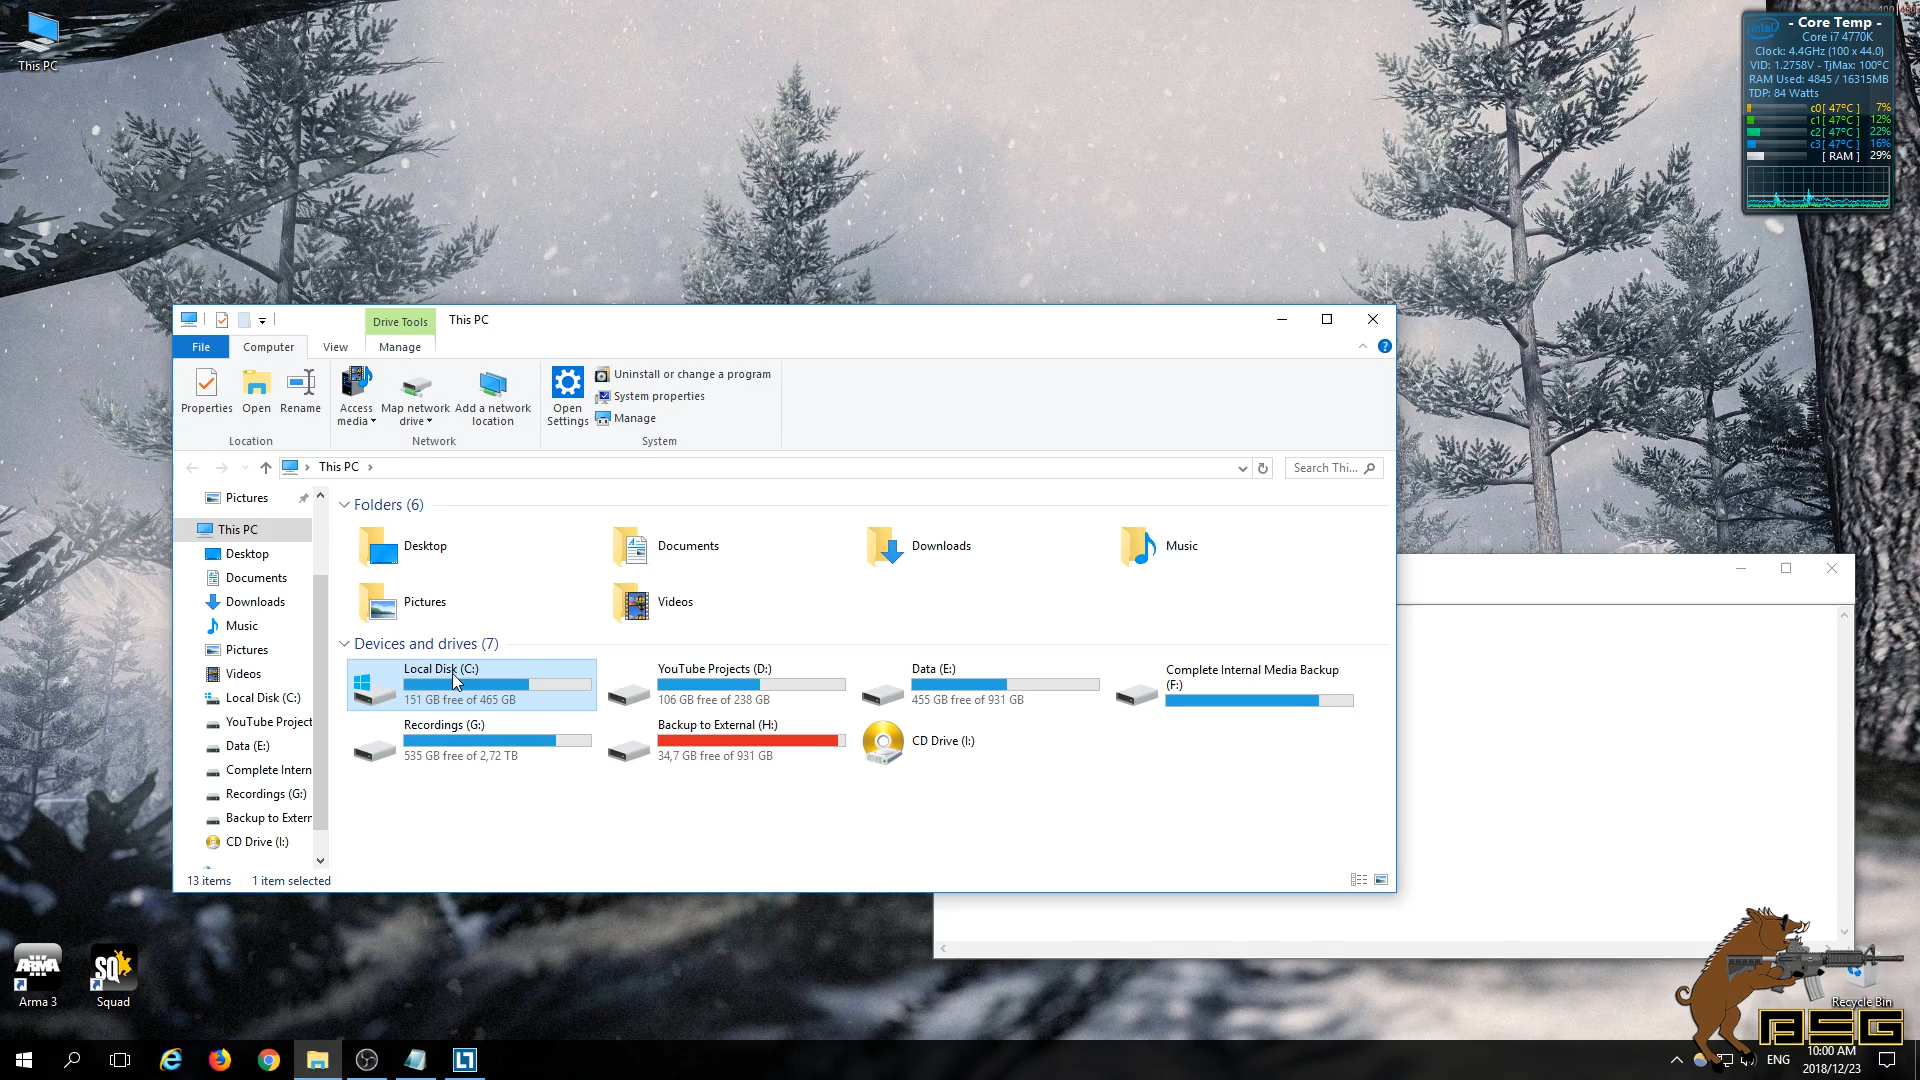 This PC
- Core Temp -
intel
Core i7 4770K
Clock: 4.4GHz (100 x 44.0)
VID: 1.2758V - TjMax: 100°C
RAM Used: 4845 / 16315MB
TDP: 84 Watts
c0[ 47°C ] 7%
c1[ 47°C ] 12%
c2[ 47°C ] 22%
c3[ 47°C ] 16%
[ RAM ] 29%
Drive Tools
This PC
File
Computer
View
Manage
Properties
Open
Rename
Access media
Map network drive
Add a network location
Open Settings
Uninstall or change a program
System properties
Manage
Location
Network
System
This PC
Search Thi...
Pictures
This PC
Desktop
Documents
Downloads
Music
Pictures
Videos
Local Disk (C:)
YouTube Project
Data (E:)
Complete Intern
Recordings (G:)
Backup to Extern
CD Drive (I:)
Folders (6)
Desktop
Documents
Downloads
Music
Pictures
Videos
Devices and drives (7)
Local Disk (C:)
151 GB free of 465 GB
YouTube Projects (D:)
106 GB free of 238 GB
Data (E:)
455 GB free of 931 GB
Complete Internal Media Backup
(F:)
Recordings (G:)
535 GB free of 2,72 TB
Backup to External (H:)
34,7 GB free of 931 GB
CD Drive (I:)
13 items
1 item selected
ARMA III
Arma 3
SQ
Squad
Recycle Bin
BSG
ENG
10:00 AM
2018/12/23